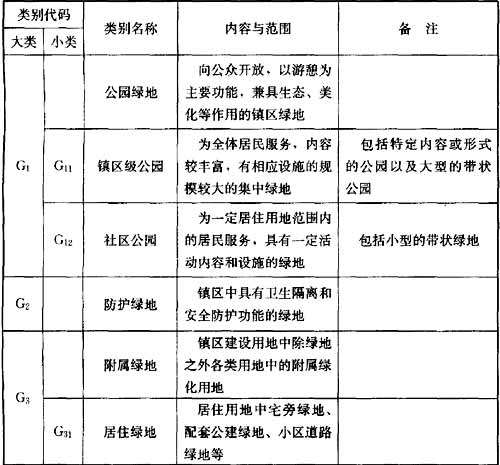 类别代码 类别名称 内容与范围 备 注
大类 小类
公园绿地 向公众开放，以游憩为
主要功能，兼具生态、美
化等作用的镇区绿地
G1 G11 镇区级公园 为全体居民服务，内容
较丰富，有相应设施的规
模较大的集中绿地
包括特定内容或形式
的公园以及大型的带状
公园
G12 社区公园 为一定居住用地范围内
的居民服务，具有一定活
动内容和设施的绿地
包括小型的带状绿地
G2 防护绿地 镇区中具有卫生隔离和
安全防护功能的绿地
G3 附属绿地 镇区建设用地中除绿地
之外各类用地中的附属绿
化用地
G31 居住绿地 居住用地中宅旁绿地、
配套公建绿地、小区道路
绿地等